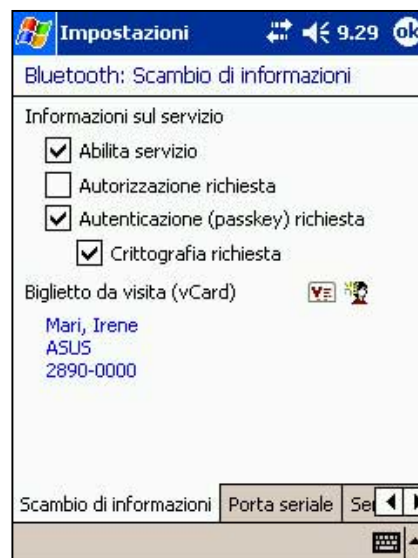 Impostazioni 9.29 ok
Bluetooth: Scambio di informazioni
Informazioni sul servizio
Abilita servizio
Autorizzazione richiesta
Autenticazione (passkey) richiesta
Crittografia richiesta
Biglietto da visita (vCard)
Mari, Irene
ASUS
2890-0000
Scambio di informazioni Porta seriale